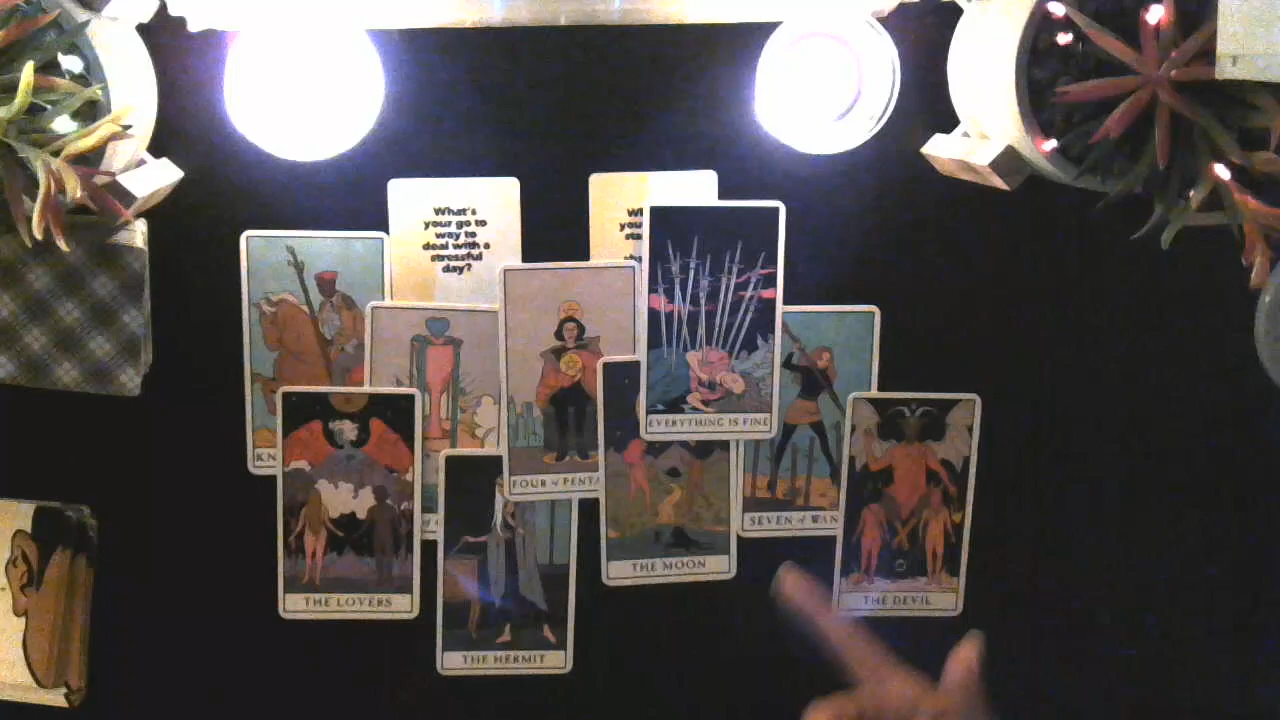 What's
your go to
way to
deal with a
stressful
day?
EVERYTHING IS FINE
KN
FOUR of PENTA
SEVEN of WAN
THE MOON
THE LOVERS
THE DEVIL
THE HERMIT